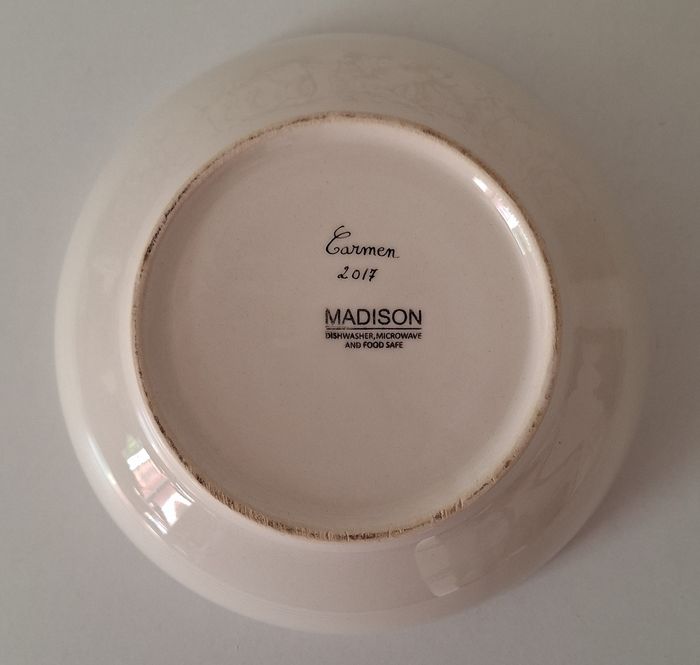 Carmen
2017
MADISON
DISHWASHER, MICROWAVE
AND FOOD SAFE